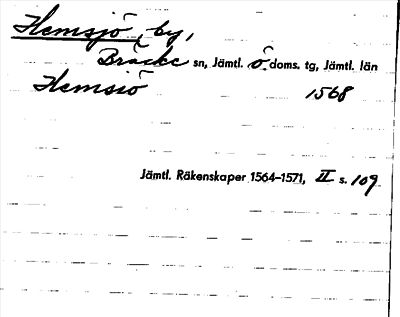 Hemsjö, by,
Bräcke sn, Jämtl. ö. doms. tg, Jämtl. län
Hemsiö 1568
Jämtl. Räkenskaper 1564–1571, II s. 109